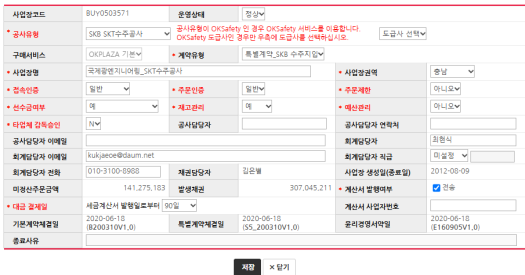 사업장코드 BUY0503571 운영상태 정상
* 공사유형 SKB SKT수주공사 공사유형이 OKSafety 인 경우 OKSafety 서비스를 이용합니다.
OKSafety 도급사인 경우만 우측에 도급사를 선택하십시오. 도급사 선택
구매서비스 OKPLAZA 기본 * 계약유형 특별계약_SKB 수주지입
* 사업장명 국제괄엔지니어링_SKT수주공사 * 사업장권역 충남
* 접속인증 일반 * 주문인증 일반 * 주문제한 아니오
* 선수금여부 예 * 재고관리 예 * 예산관리 아니오
* 타업체 감독승인 N 공사담당자 공사담당자 연락처
공사담당자 이메일 회계담당자 최현식
회계담당자 이메일 kukjaeoe@daum.net 회계담당자 직급 미설정
회계담당자 전화 010-3100-8988 채권담당자 김은별 사업장 생성일(종료일) 2012-08-09
미정산주문금액 141,275,183 발생채권 307,045,211 * 계산서 발행여부 전송
* 대금 결제일 세금계산서 발행일로부터 90일 계산서 사업자번호
기본계약체결일 2020-06-18
(B200310V1,0) 특별계약체결일 2020-06-18
(S5_200310V1,0) 윤리경영서약일 2020-06-18
(E160905V1,0)
종료사유
저장 × 닫기